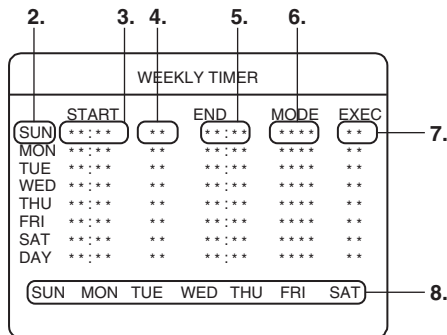 2. 3. 4. 5. 6.
WEEKLY TIMER
START END MODE EXEC
SUN **:** ** **:** **** ** 7.
MON **:** ** **:** **** **
TUE **:** ** **:** **** **
WED **:** ** **:** **** **
THU **:** ** **:** **** **
FRI **:** ** **:** **** **
SAT **:** ** **:** **** **
DAY **:** ** **:** **** **
SUN MON TUE WED THU FRI SAT 8.